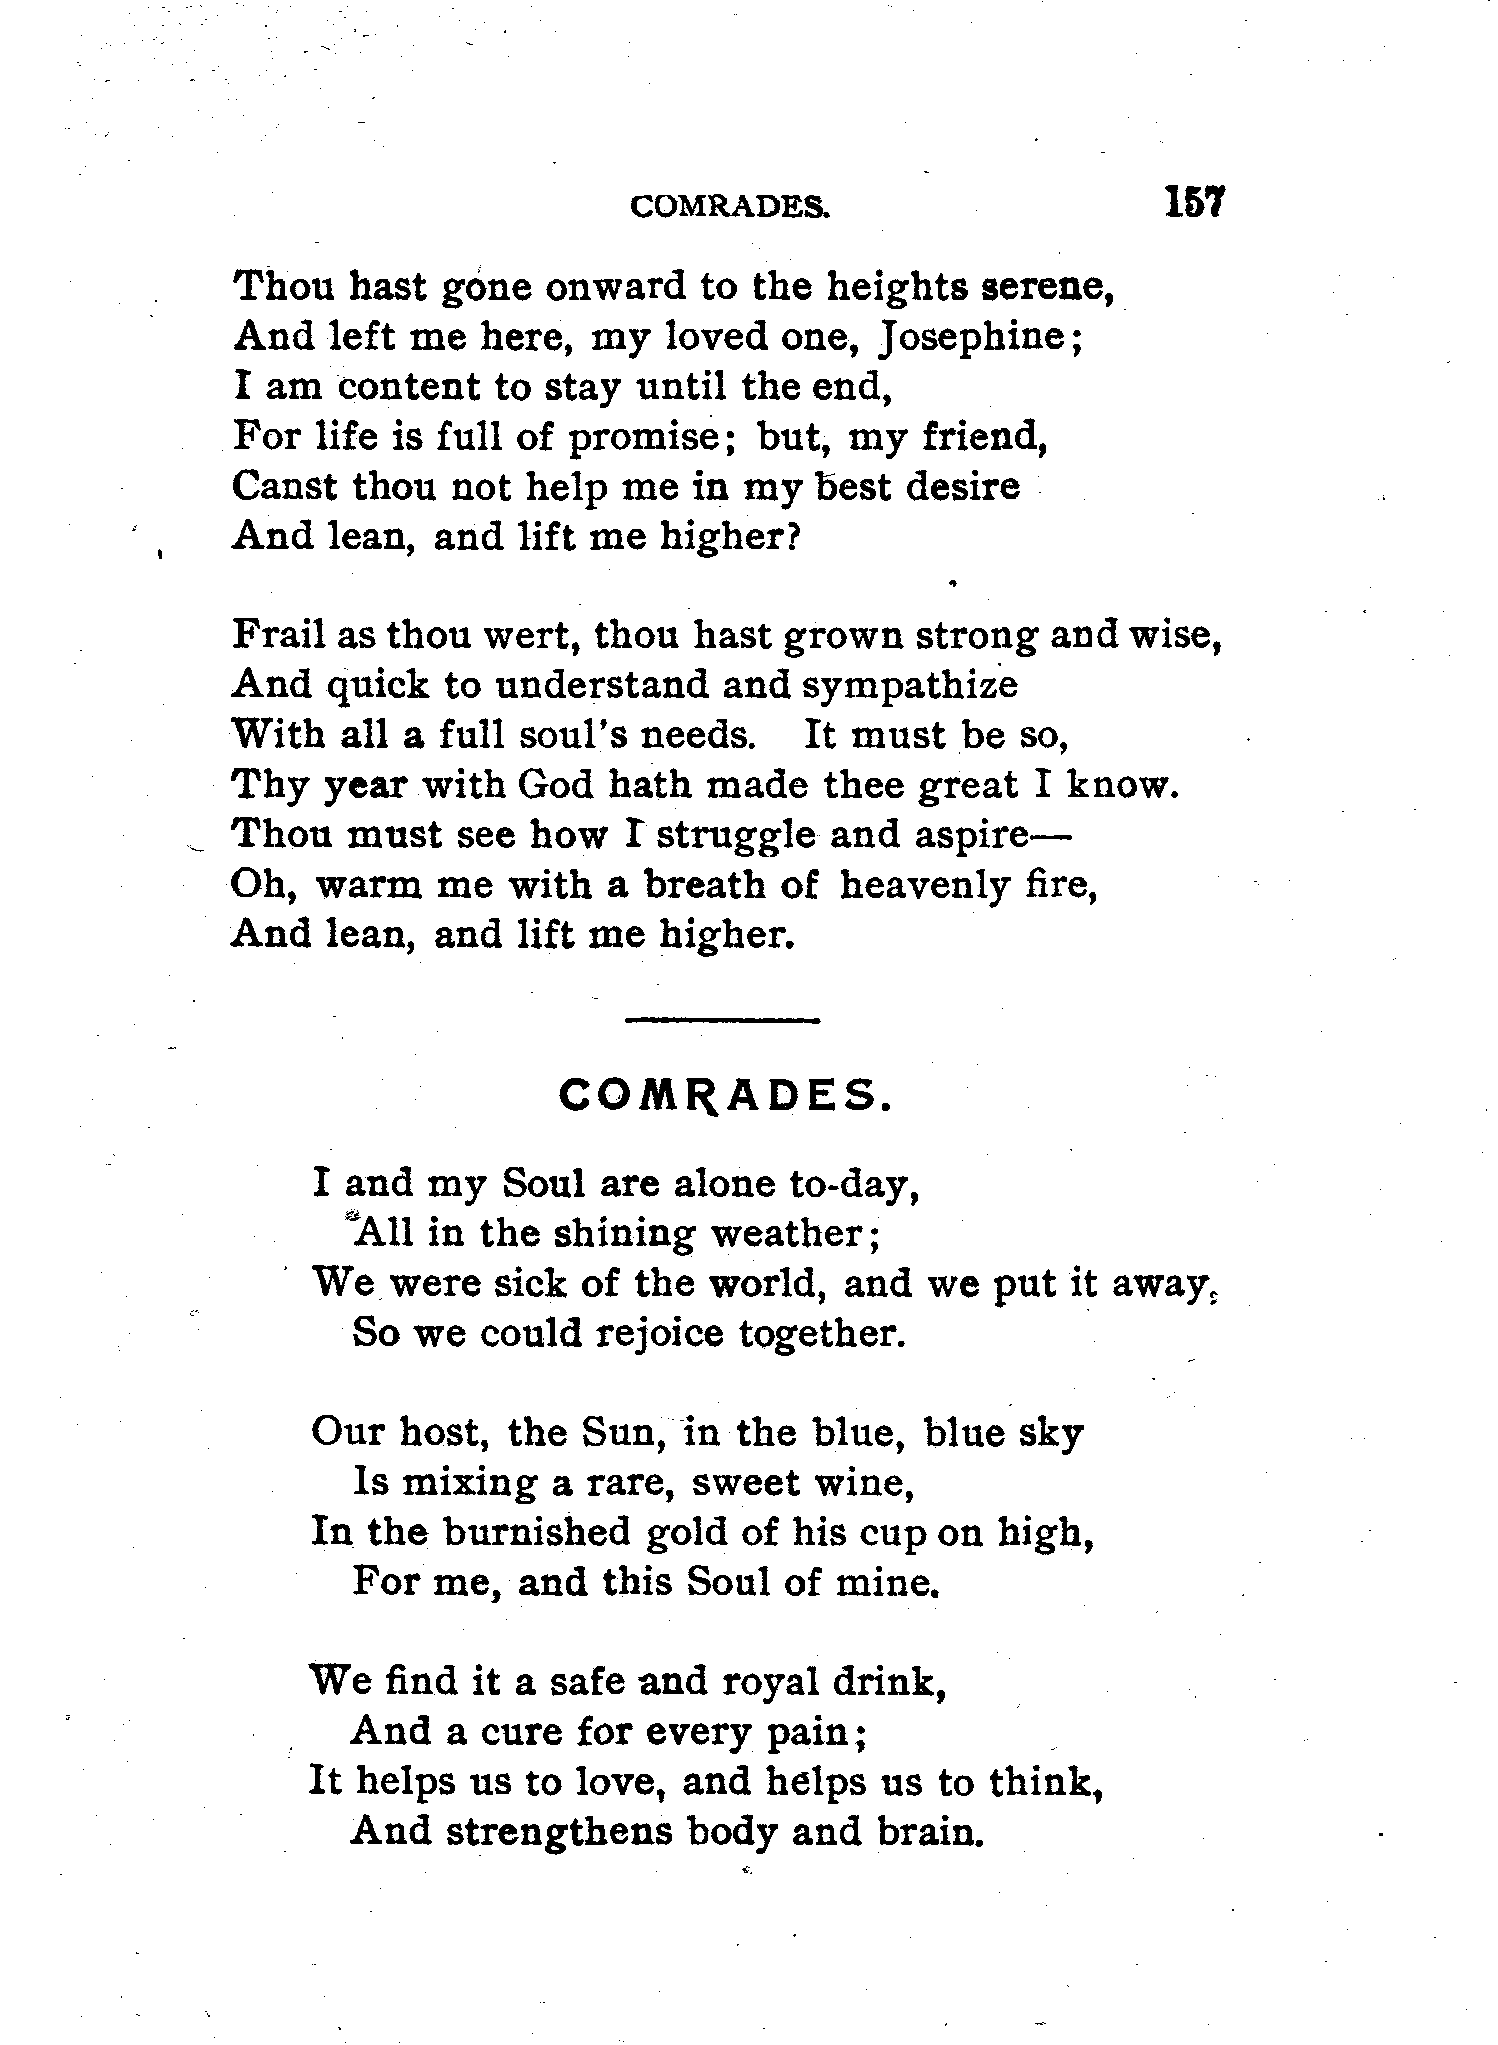 COMRADES. 157
Thou hast gone onward to the heights serene,
And left me here, my loved one, Josephine;
I am content to stay until the end,
For life is full of promise; but, my friend,
Canst thou not help me in my best desire
And lean, and lift me higher?
Frail as thou wert, thou hast grown strong and wise,
And quick to understand and sympathize
With all a full soul's needs. It must be so,
Thy year with God hath made thee great I know.
Thou must see how I struggle and aspire—
Oh, warm me with a breath of heavenly fire,
And lean, and lift me higher.
COMRADES.
I and my Soul are alone to-day,
All in the shining weather;
We were sick of the world, and we put it away,
So we could rejoice together.
Our host, the Sun, in the blue, blue sky
Is mixing a rare, sweet wine,
In the burnished gold of his cup on high,
For me, and this Soul of mine.
We find it a safe and royal drink,
And a cure for every pain;
It helps us to love, and helps us to think,
And strengthens body and brain.